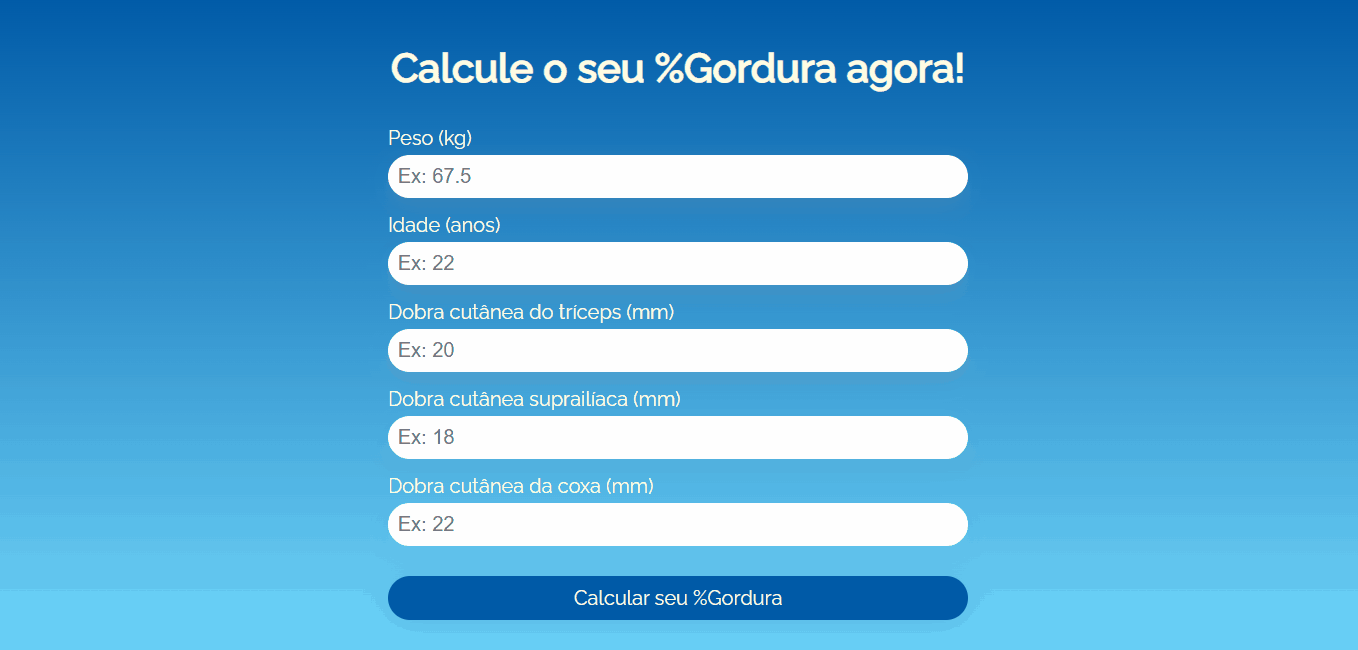 Calcule o seu %Gordura agora!
Peso (kg)
Ex: 67.5
Idade (anos)
Ex: 22
Dobra cutânea do tríceps (mm)
Ex: 20
Dobra cutânea suprailíaca (mm)
Ex: 18
Dobra cutânea da coxa (mm)
Ex: 22
Calcular seu %Gordura